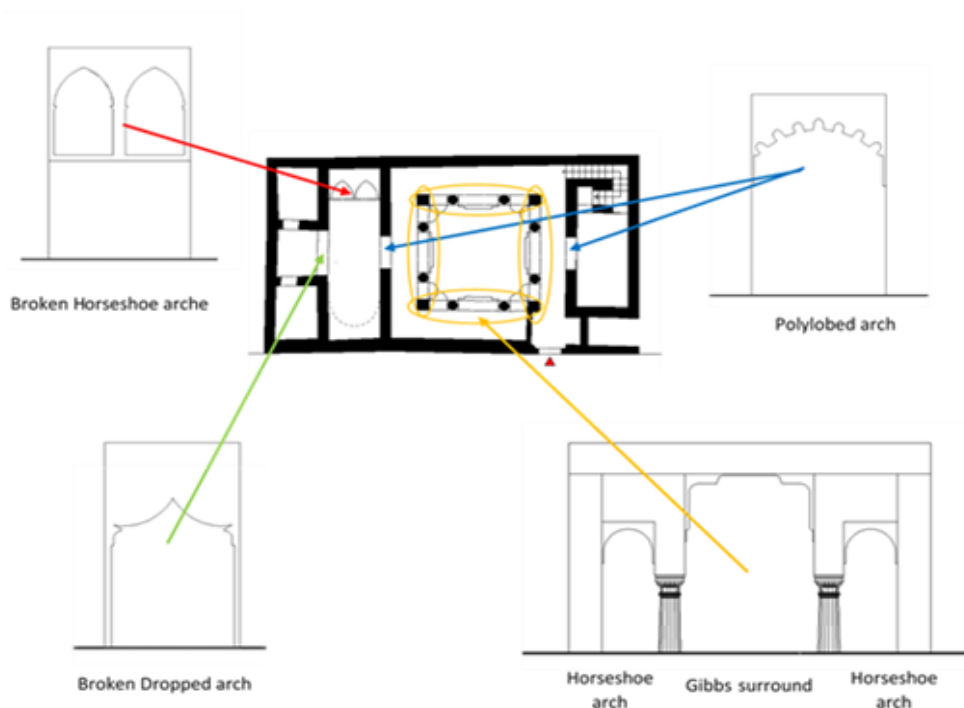 Broken Horseshoe arche
Polylobed arch
Broken Dropped arch
Horseshoe
arch
Gibbs surround
Horseshoe
arch